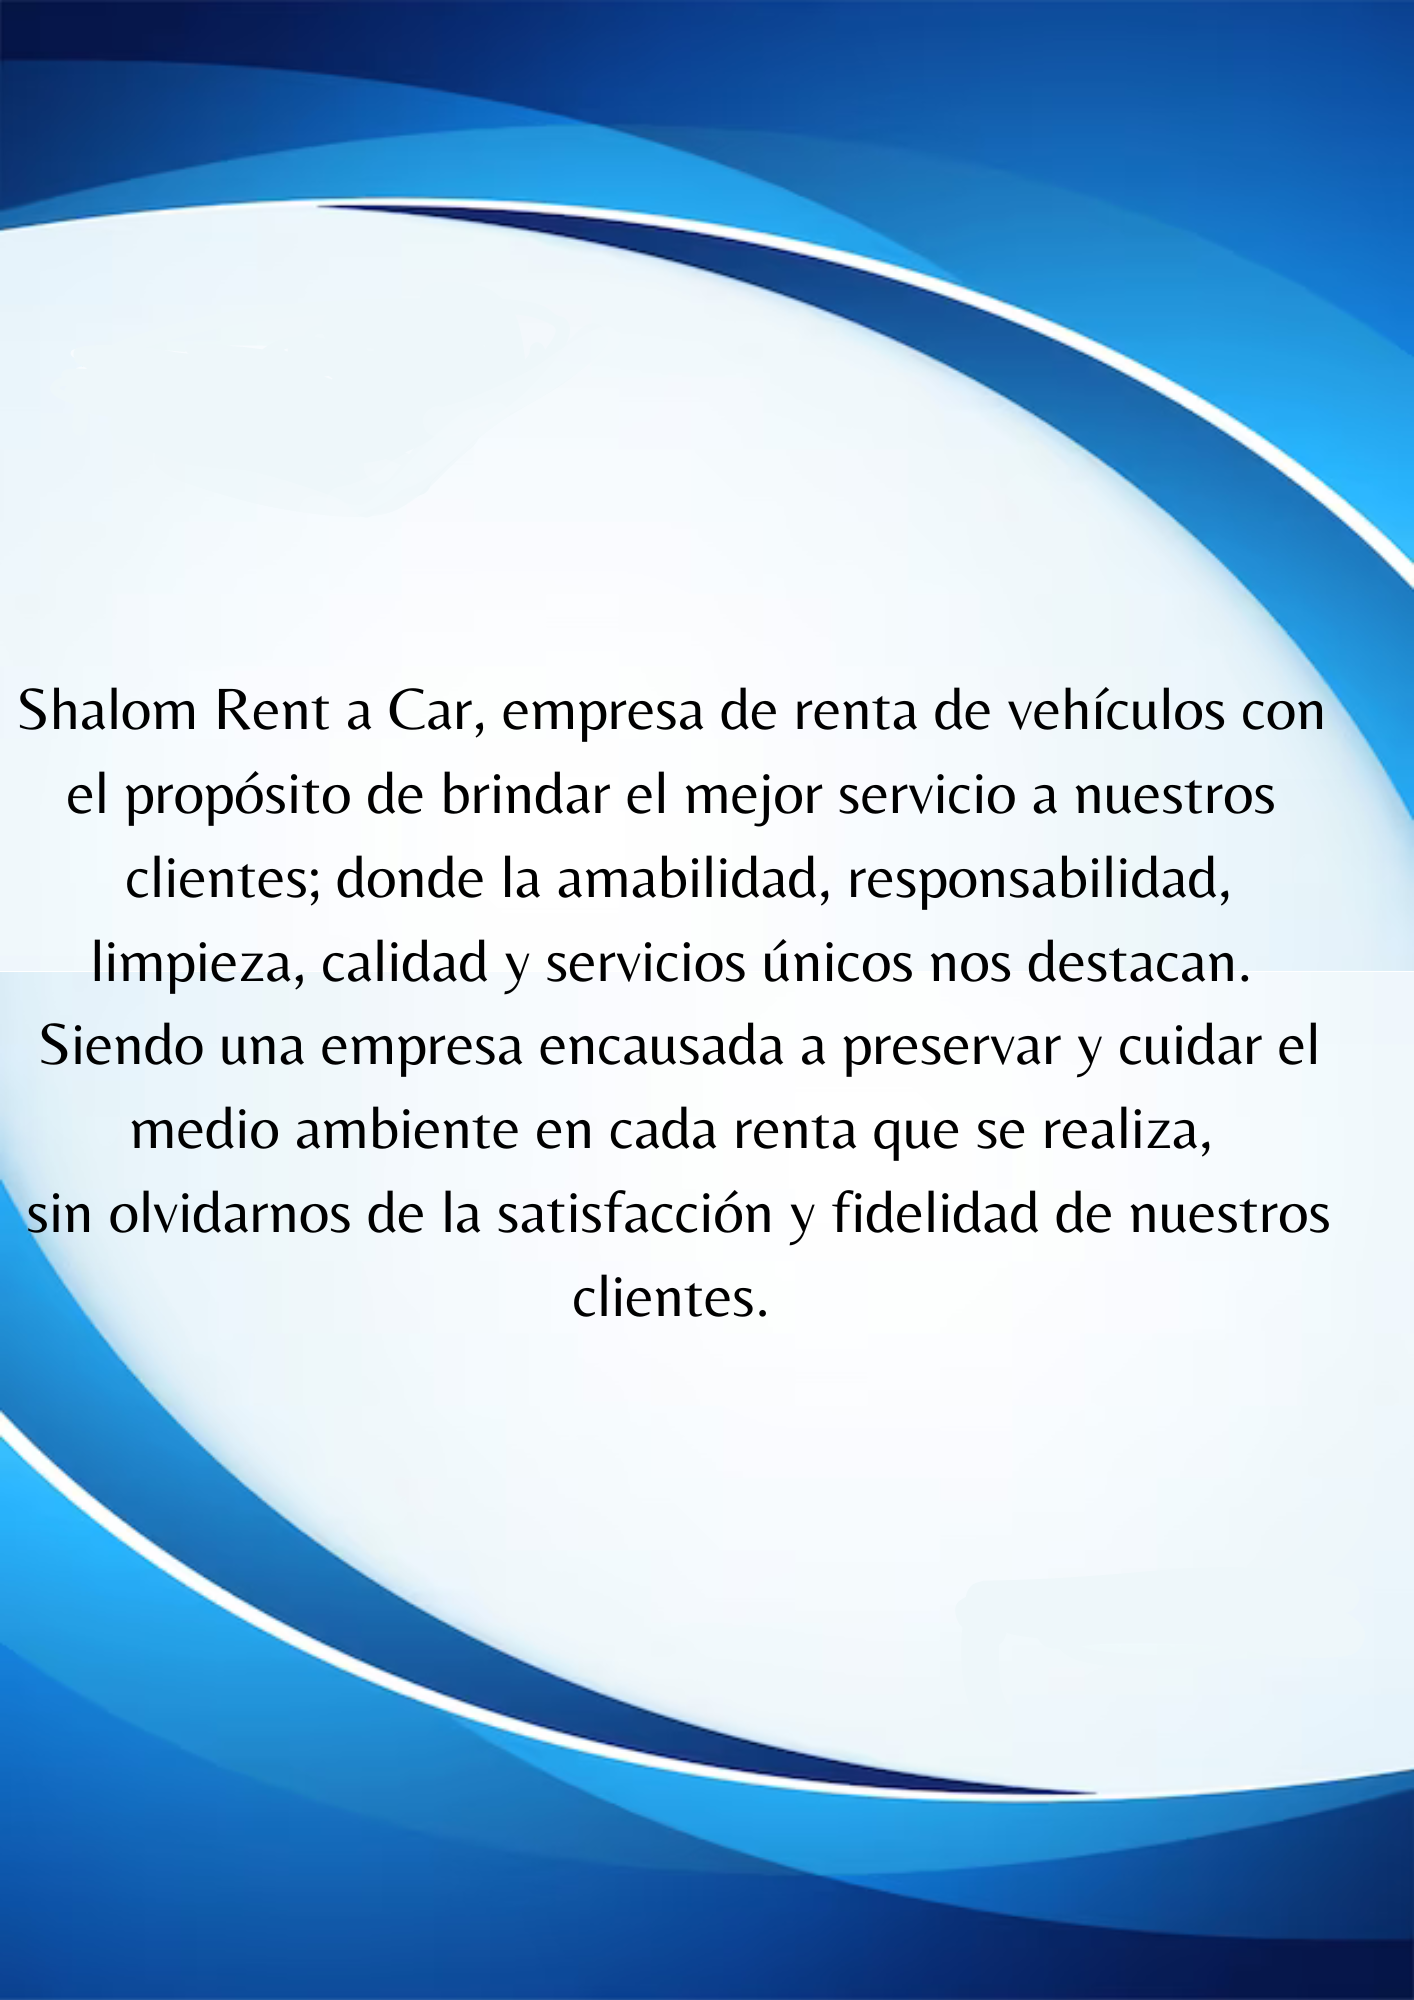 Shalom Rent a Car, empresa de renta de vehículos con
el propósito de brindar el mejor servicio a nuestros
clientes; donde la amabilidad, responsabilidad,
limpieza, calidad y servicios únicos nos destacan.
Siendo una empresa encausada a preservar y cuidar el
medio ambiente en cada renta que se realiza,
sin olvidarnos de la satisfacción y fidelidad de nuestros
clientes.